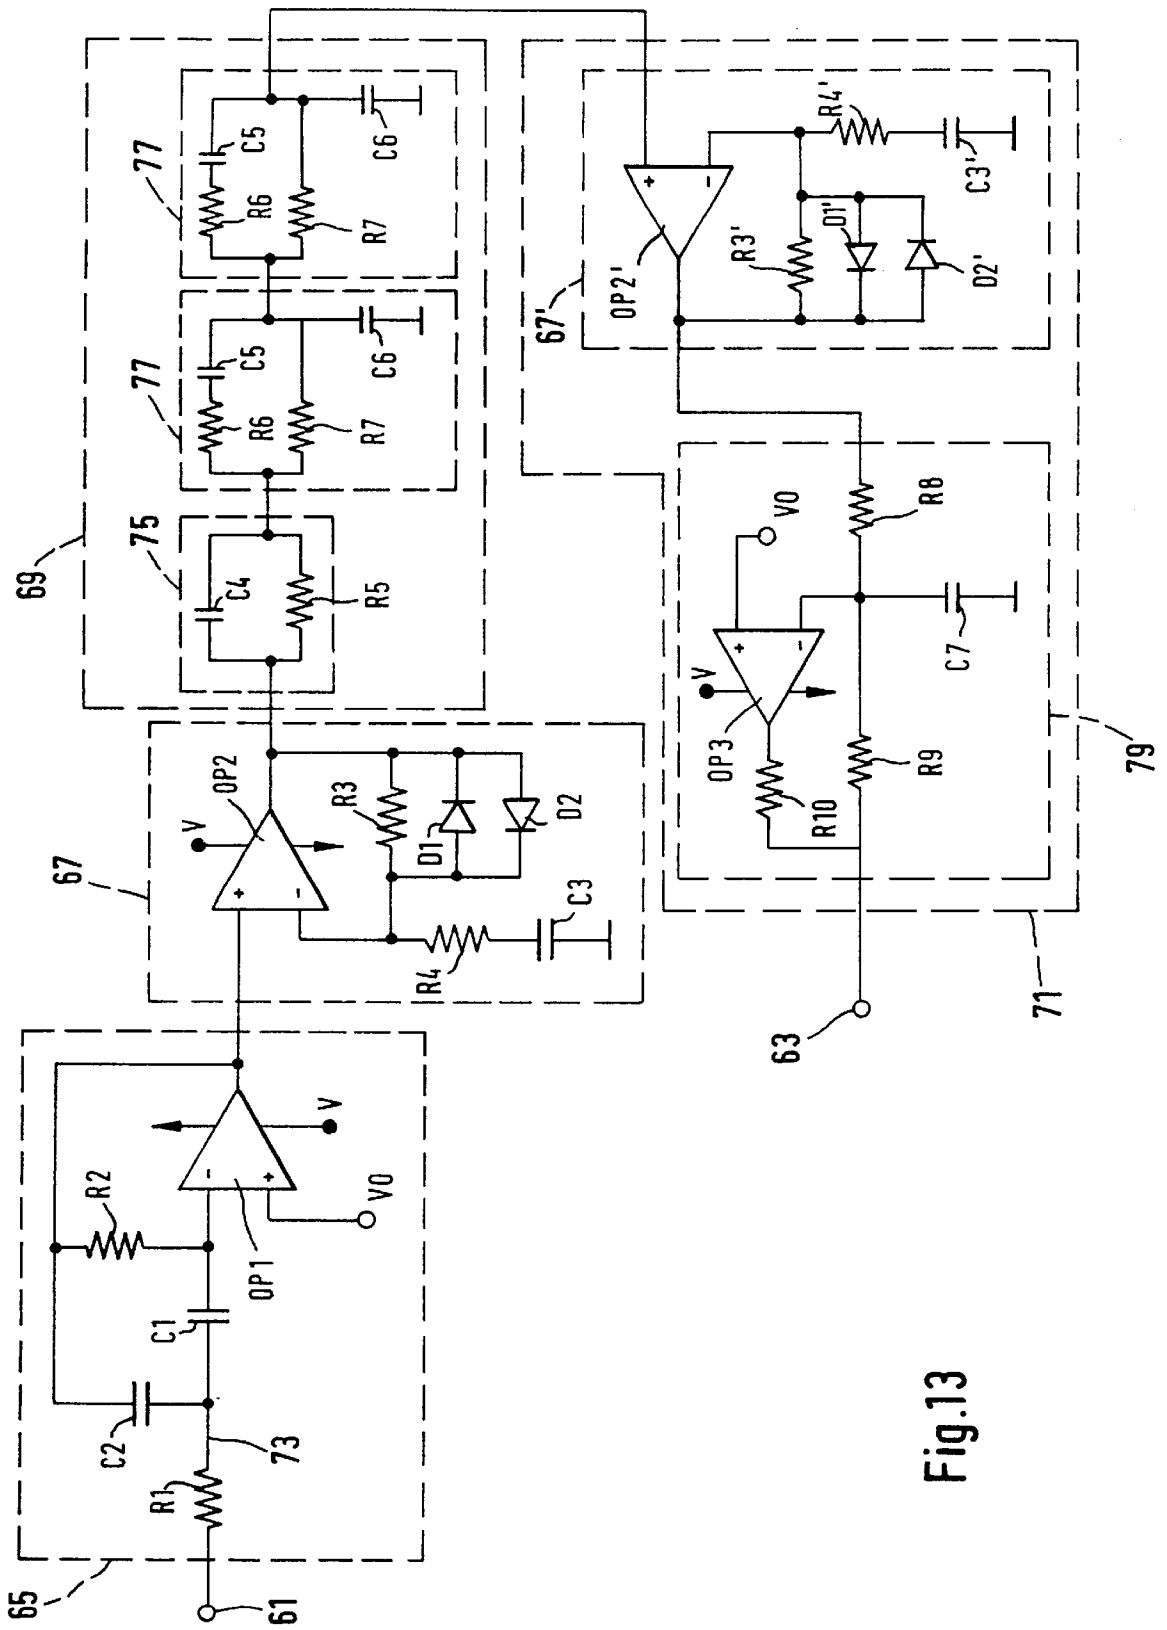 69
77
C5
R6
R7
C6
77
C5
R6
R7
C6
75
C4
R5
67
V
OP2
+
-
R3
D1
D2
R4
C3
65
61
R1
73
C2
C1
R2
OP1
-
+
V
V0
67'
OP2'
+
-
R3'
D1'
D2'
R4'
C3'
71
79
R8
V0
V
OP3
+
-
R10
R9
C7
63
Fig.13